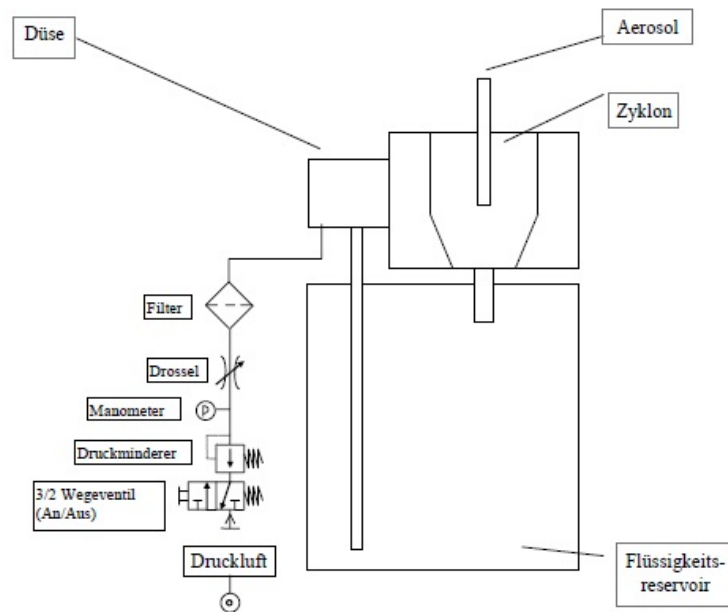 Düse
Aerosol
Zyklon
Filter
Drossel
Manometer
P
Druckminderer
3/2 Wegeventil
(An/Aus)
Druckluft
Flüssigkeits-
reservoir